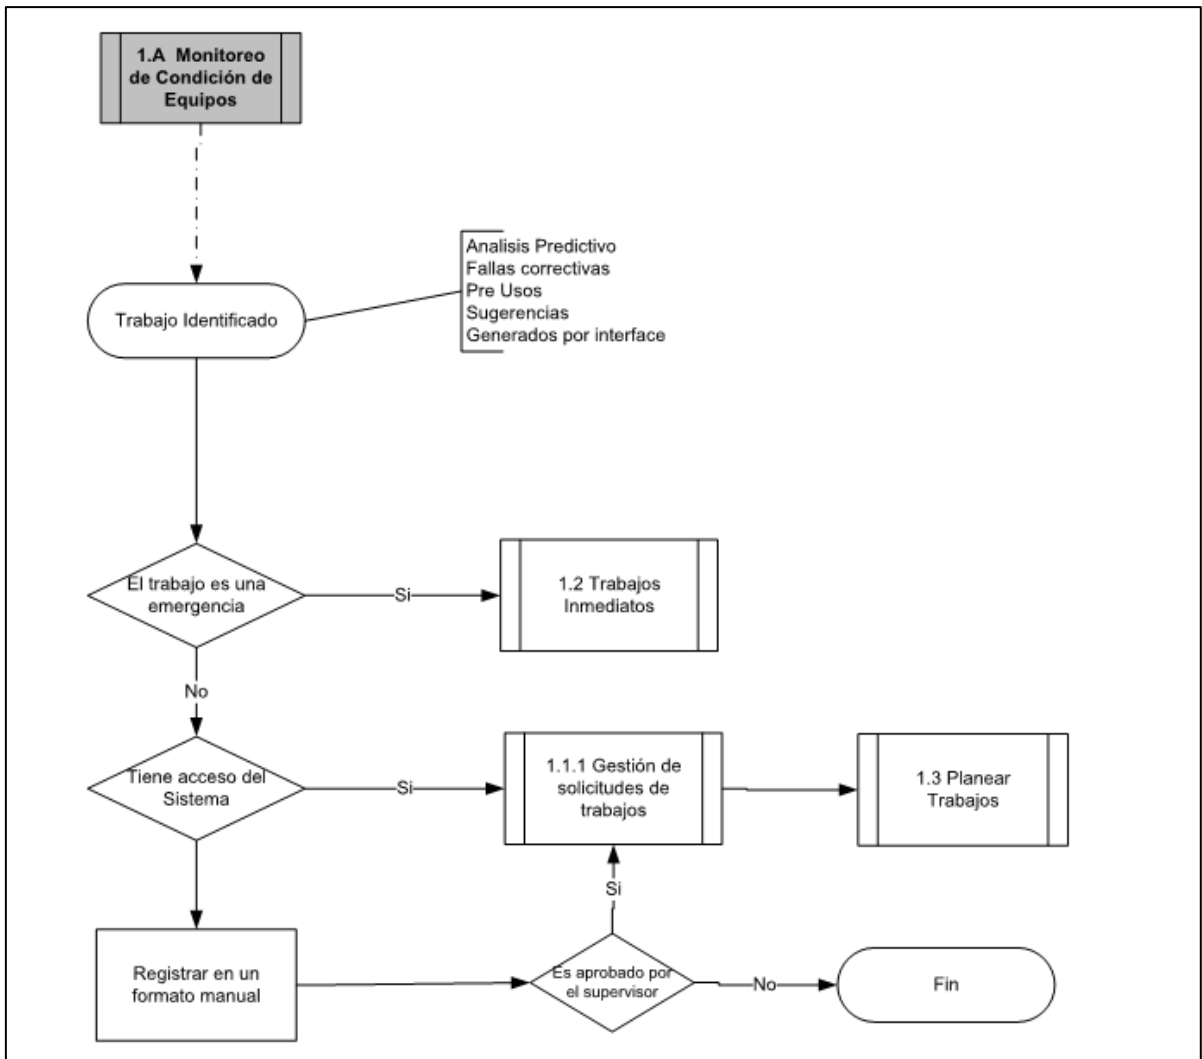 1.A Monitoreo
de Condición de
Equipos
Analisis Predictivo
Fallas correctivas
Pre Usos
Sugerencias
Generados por interface
Trabajo Identificado
El trabajo es una
emergencia
Si
1.2 Trabajos
Inmediatos
No
Tiene acceso del
Sistema
Si
1.1.1 Gestión de
solicitudes de
trabajos
1.3 Planear
Trabajos
Si
Registrar en un
formato manual
Es aprobado por
el supervisor
No
Fin